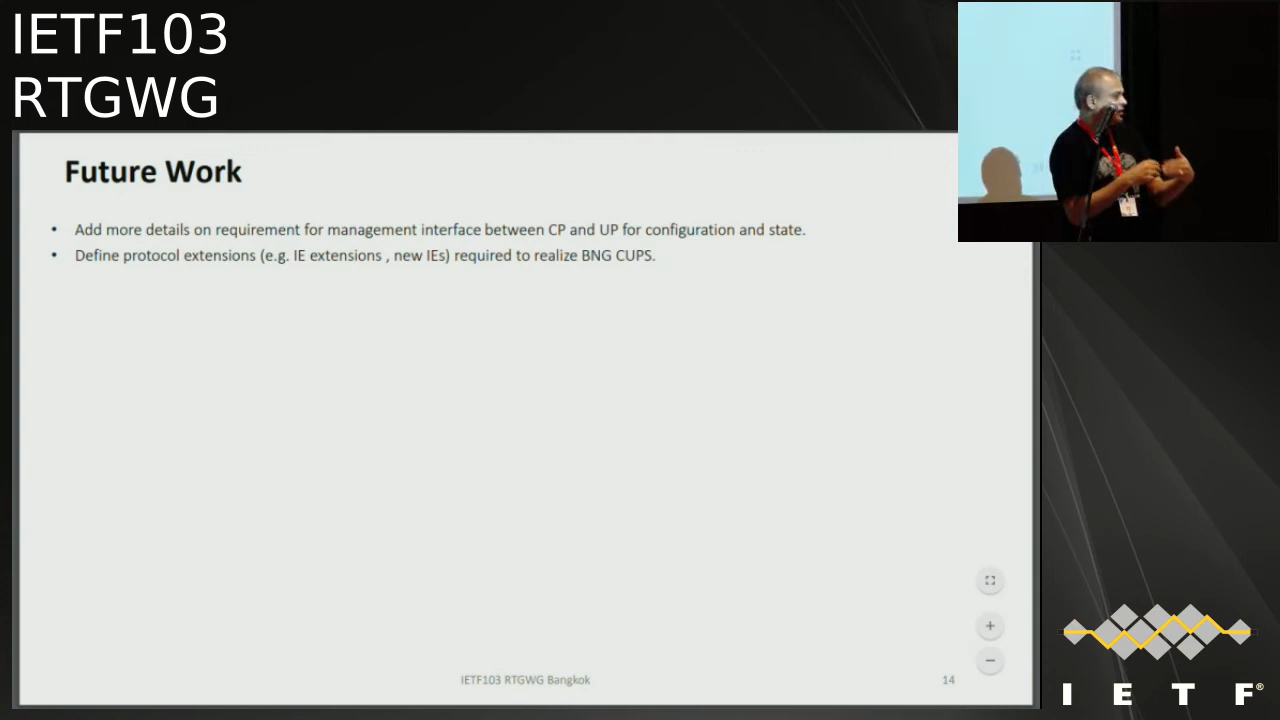 IETF103
RTGWG
Future Work
• Add more details on requirement for management interface between CP and UP for configuration and state.
• Define protocol extensions (e.g. IE extensions , new IEs) required to realize BNG CUPS.
IETF103 RTGWG Bangkok
14
I E T F®